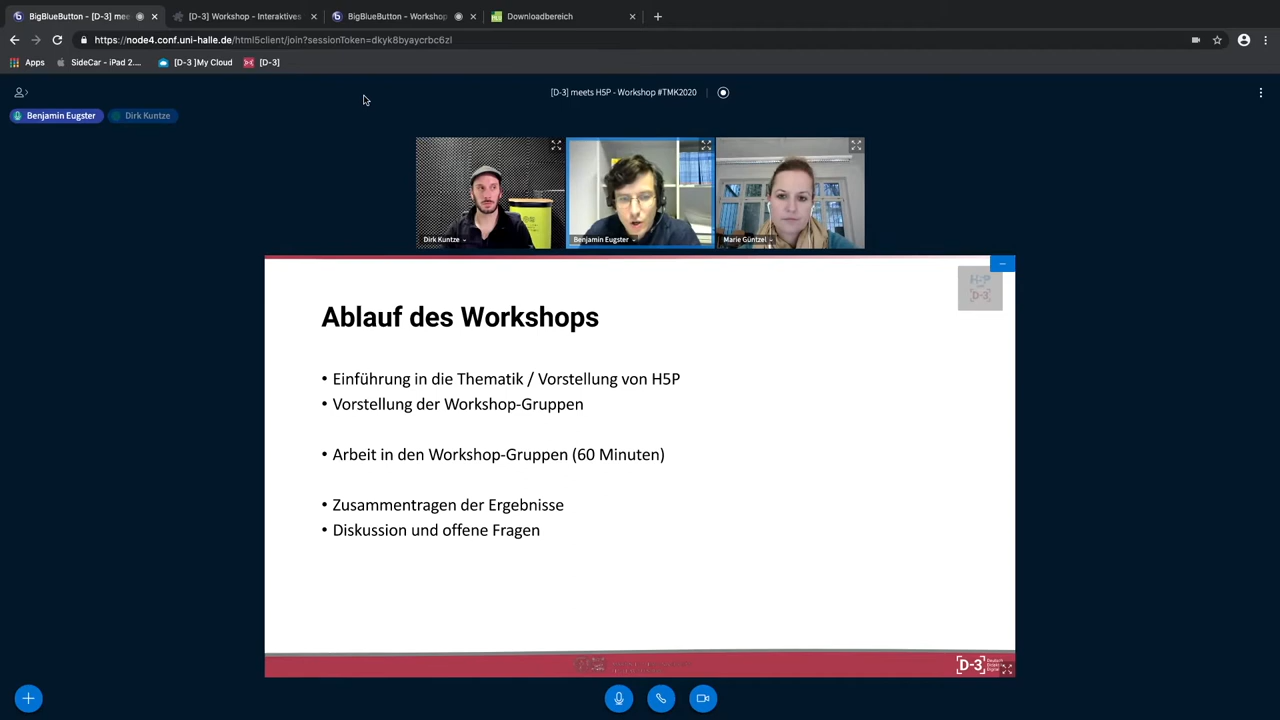 BigBlueButton - [D-3] mee
[D-3] Workshop - Interaktives
BigBlueButton - Workshop
Downloadbereich
https://node4.conf.uni-halle.de/html5client/join?sessionToken=dkyk8byaycrbc6zl
Apps
SideCar - iPad 2....
[D-3 ]My Cloud
[D-3]
[D-3] meets H5P - Workshop #TMK2020
Benjamin Eugster
Dirk Kuntze
Dirk Kuntze
Benjamin Eugster
Marie Güntzel
H5P
[D-3]
Ablauf des Workshops
• Einführung in die Thematik / Vorstellung von H5P
• Vorstellung der Workshop-Gruppen
• Arbeit in den Workshop-Gruppen (60 Minuten)
• Zusammentragen der Ergebnisse
• Diskussion und offene Fragen
[D-3]